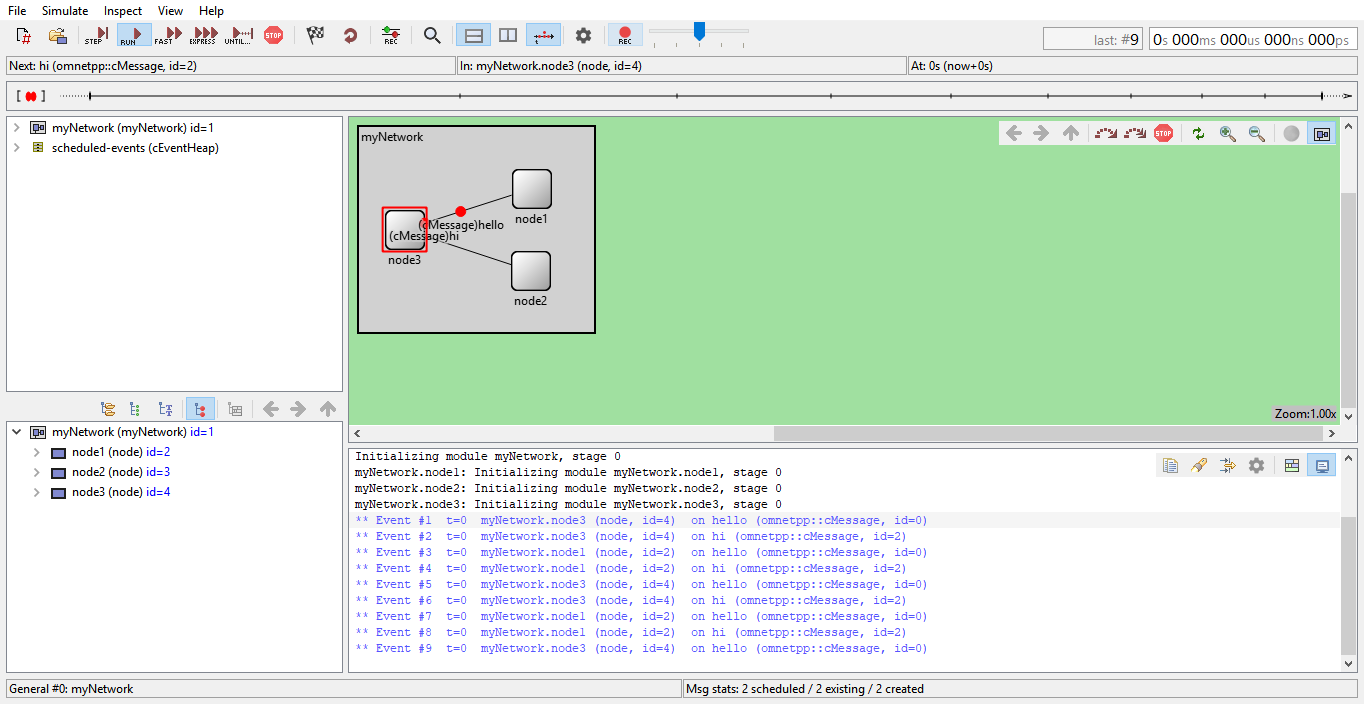 File Simulate Inspect View Help
STEP RUN FAST EXPRESS UNTIL... STOP REC REC
last: #9 0s 000ms 000us 000ns 000ps
Next: hi (omnetpp::cMessage, id=2) In: myNetwork.node3 (node, id=4) At: 0s (now+0s)
myNetwork (myNetwork) id=1
scheduled-events (cEventHeap)
myNetwork (myNetwork) id=1
node1 (node) id=2
node2 (node) id=3
node3 (node) id=4
STOP
myNetwork
node1
(cMessage)hello
(cMessage)hi
node3
node2
Zoom:1.00x
Initializing module myNetwork, stage 0
myNetwork.node1: Initializing module myNetwork.node1, stage 0
myNetwork.node2: Initializing module myNetwork.node2, stage 0
myNetwork.node3: Initializing module myNetwork.node3, stage 0
** Event #1 t=0 myNetwork.node3 (node, id=4) on hello (omnetpp::cMessage, id=0)
** Event #2 t=0 myNetwork.node3 (node, id=4) on hi (omnetpp::cMessage, id=2)
** Event #3 t=0 myNetwork.node1 (node, id=2) on hello (omnetpp::cMessage, id=0)
** Event #4 t=0 myNetwork.node1 (node, id=2) on hi (omnetpp::cMessage, id=2)
** Event #5 t=0 myNetwork.node3 (node, id=4) on hello (omnetpp::cMessage, id=0)
** Event #6 t=0 myNetwork.node3 (node, id=4) on hi (omnetpp::cMessage, id=2)
** Event #7 t=0 myNetwork.node1 (node, id=2) on hello (omnetpp::cMessage, id=0)
** Event #8 t=0 myNetwork.node1 (node, id=2) on hi (omnetpp::cMessage, id=2)
** Event #9 t=0 myNetwork.node3 (node, id=4) on hello (omnetpp::cMessage, id=0)
General #0: myNetwork Msg stats: 2 scheduled / 2 existing / 2 created